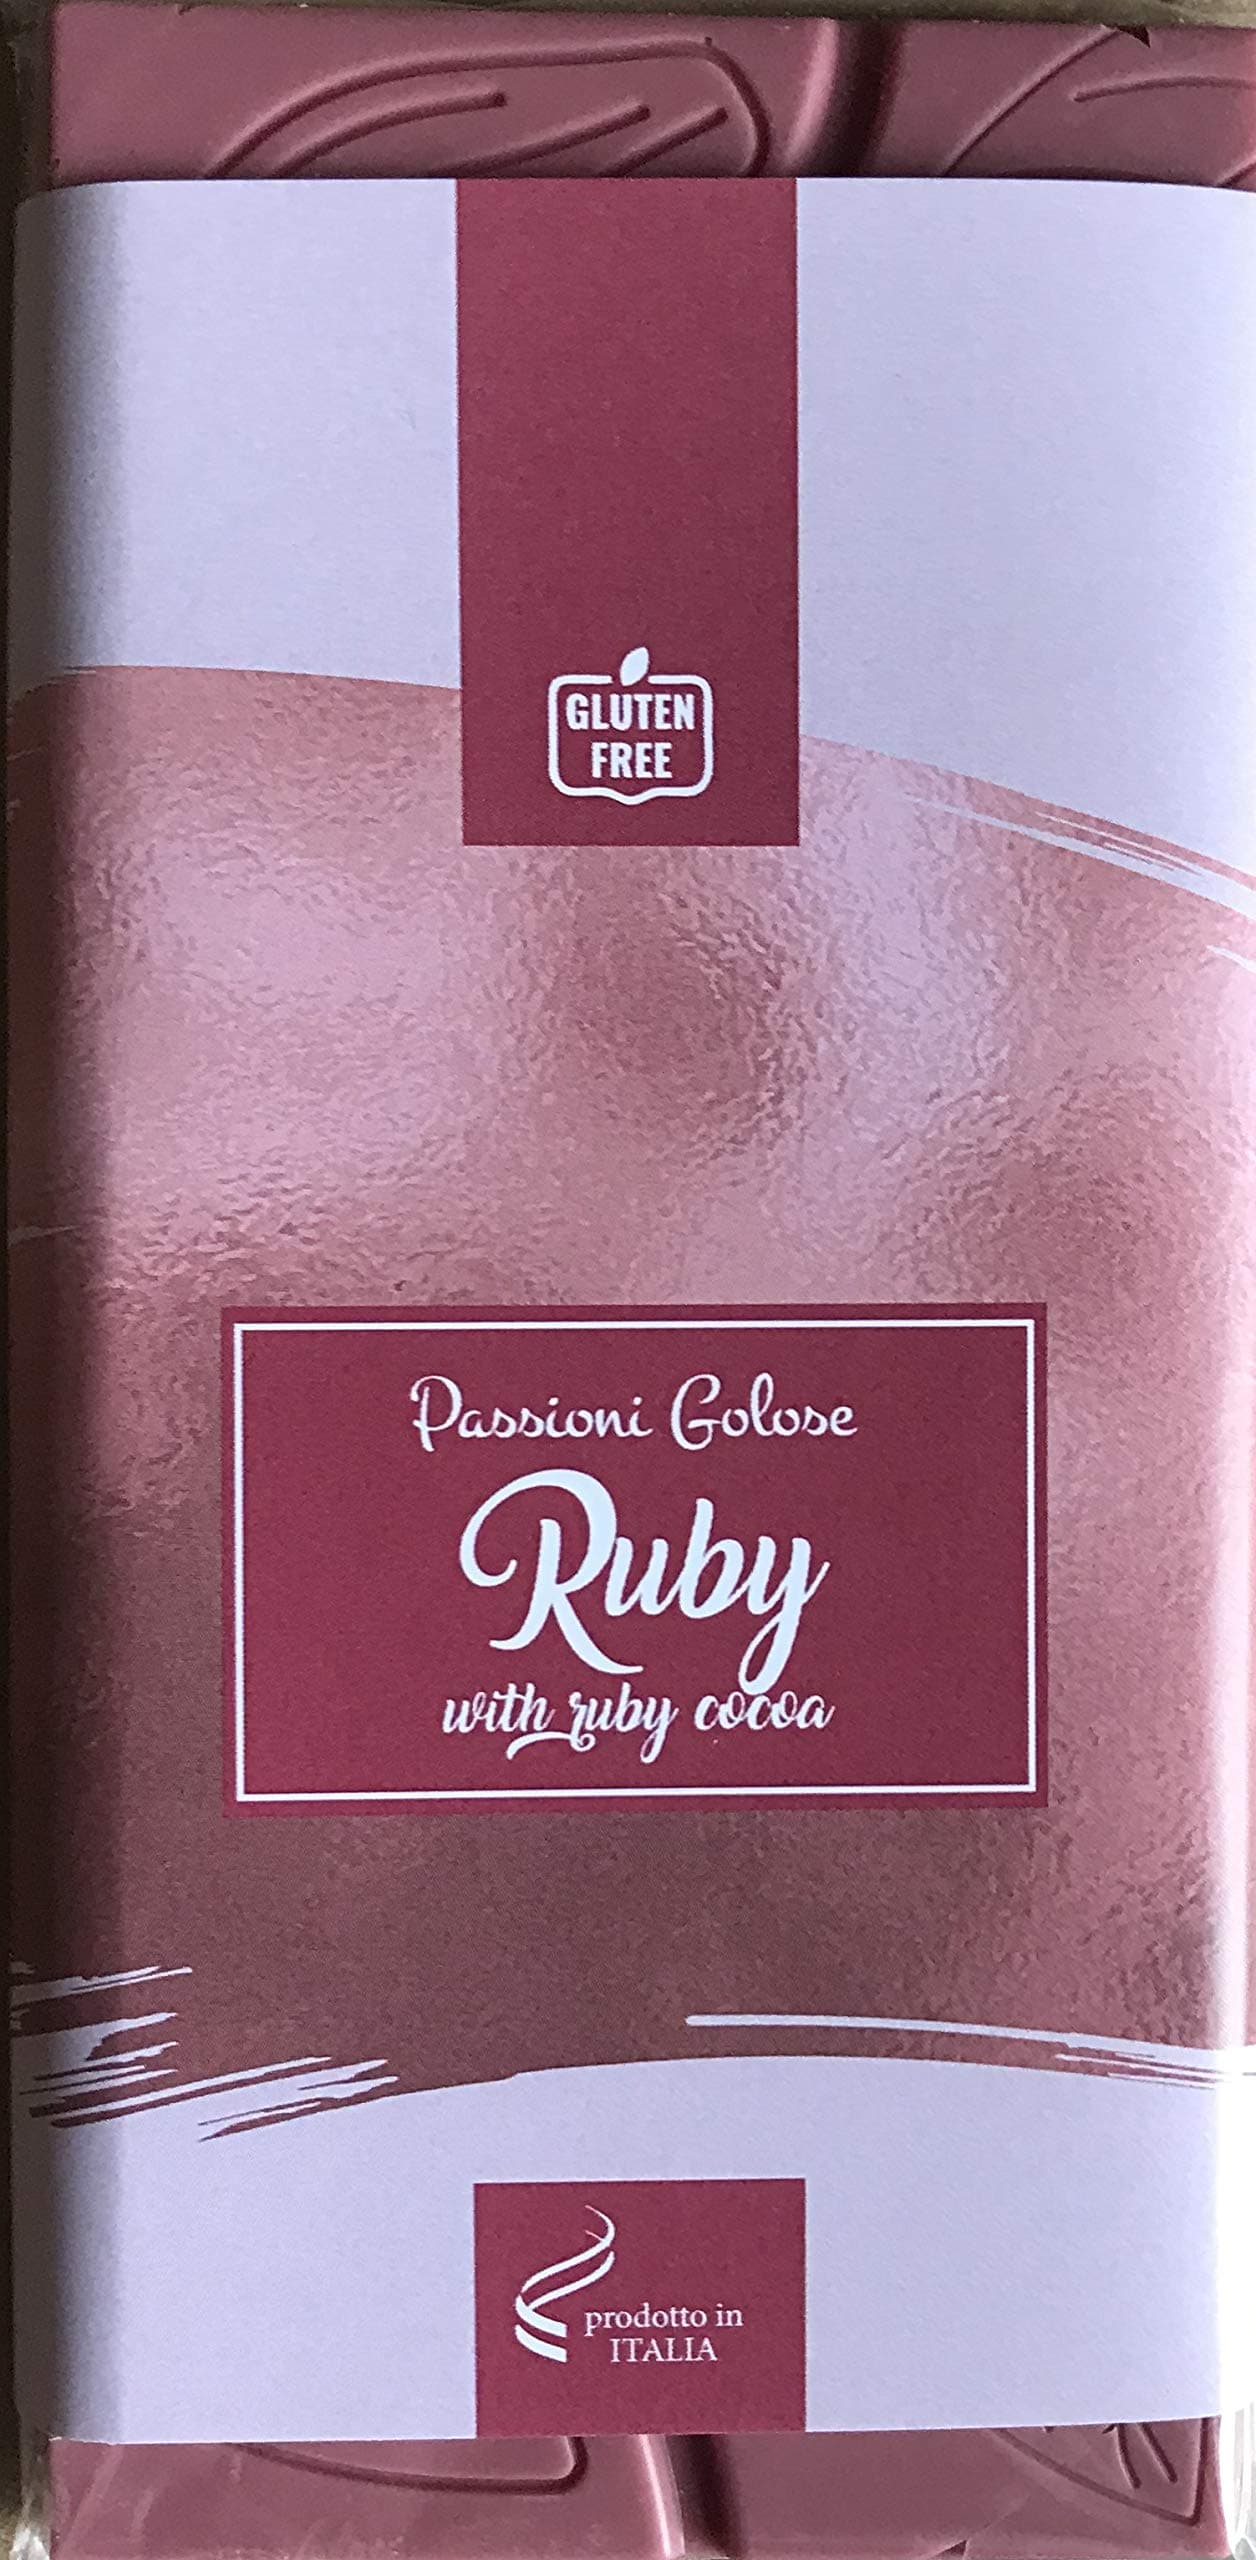 GLUTEN
FREE
Passioni Golose
Ruby
with ruby cocoa
prodotto in
ITALIA